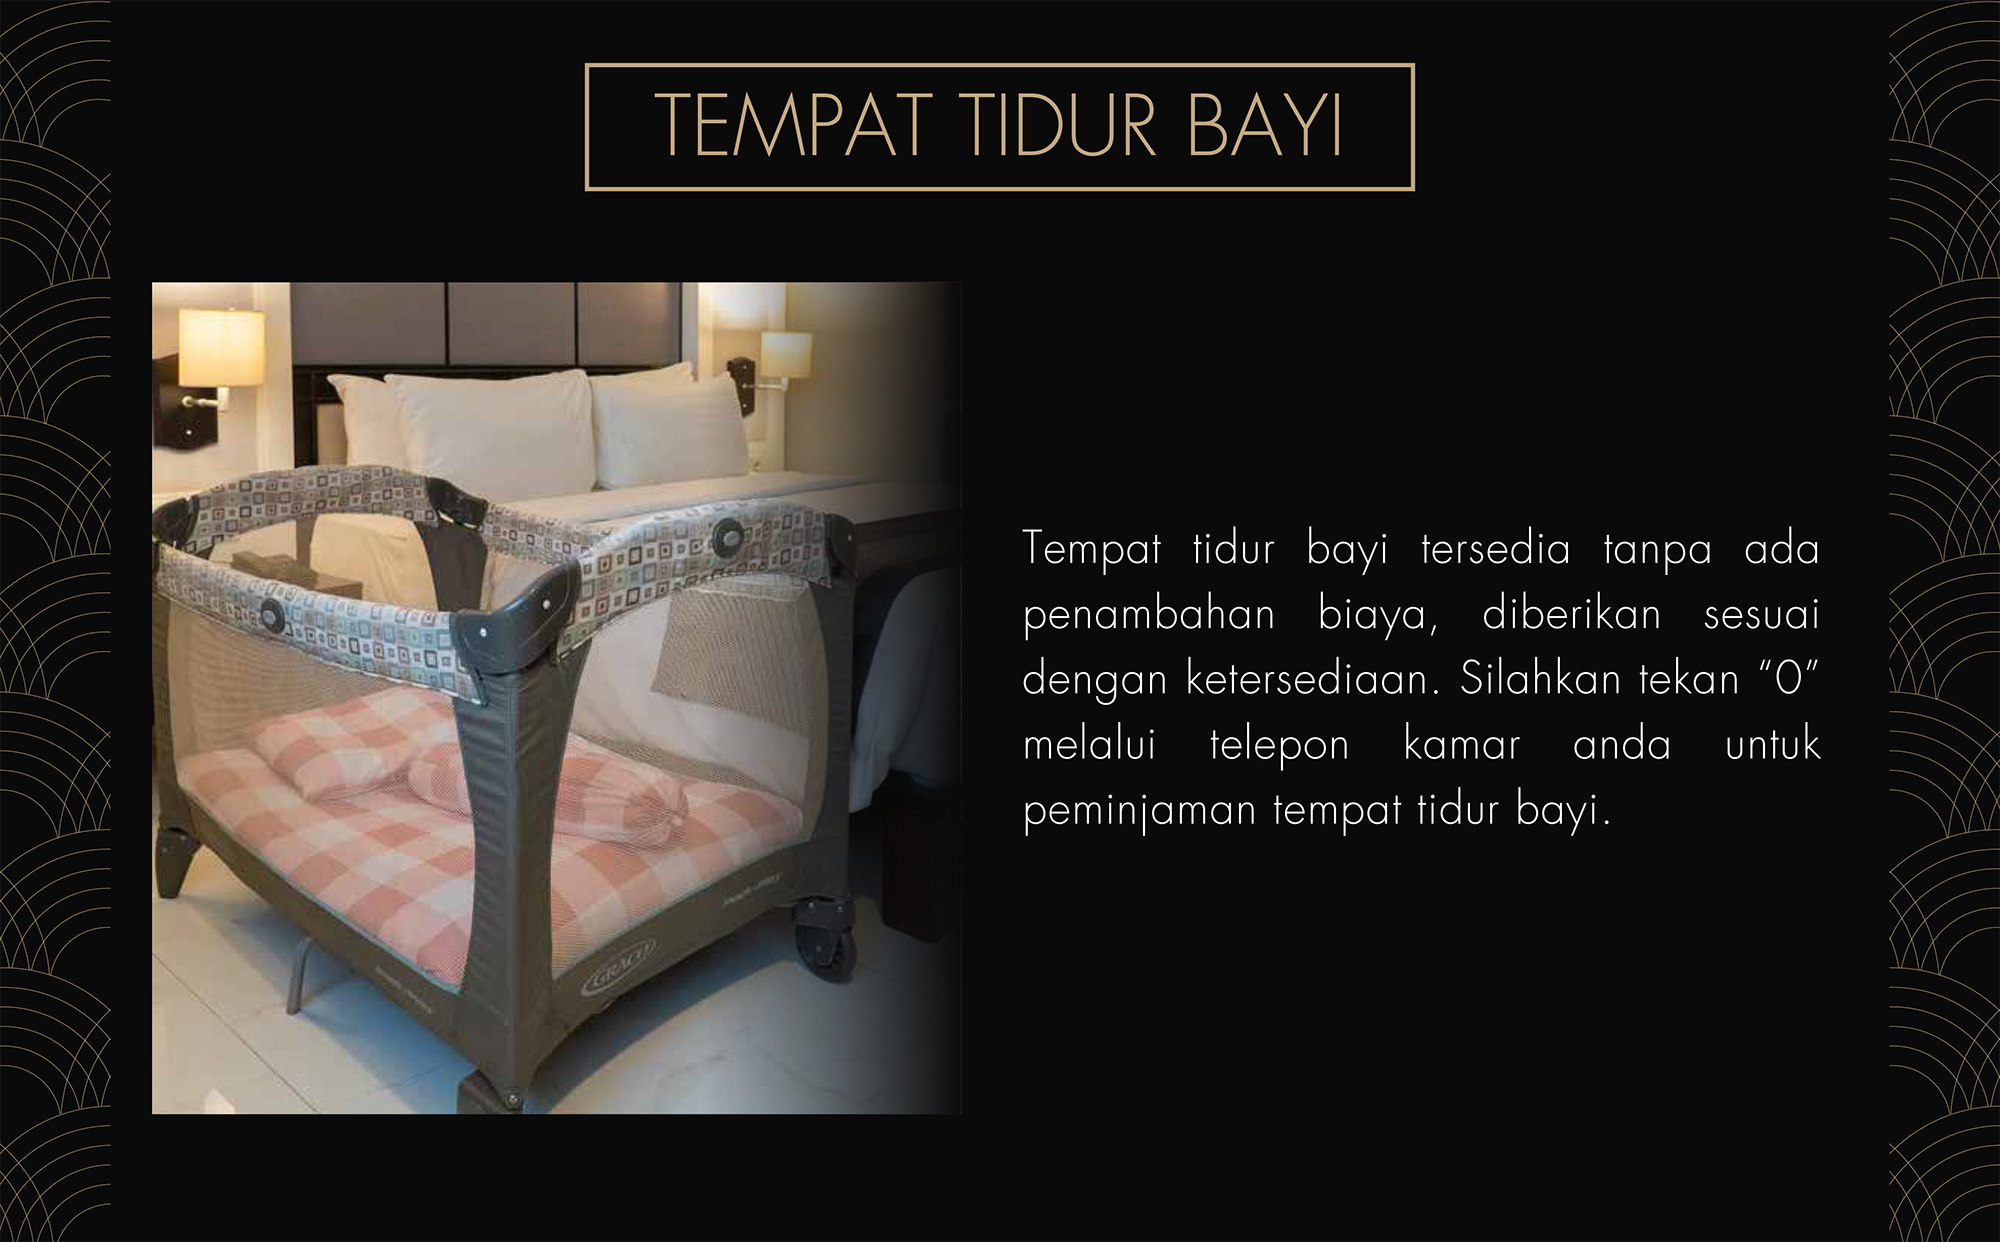 TEMPAT TIDUR BAYI
Tempat tidur bayi tersedia tanpa ada
penambahan biaya, diberikan sesuai
dengan ketersediaan. Silahkan tekan “0”
melalui telepon kamar anda untuk
peminjaman tempat tidur bayi.
GRACO